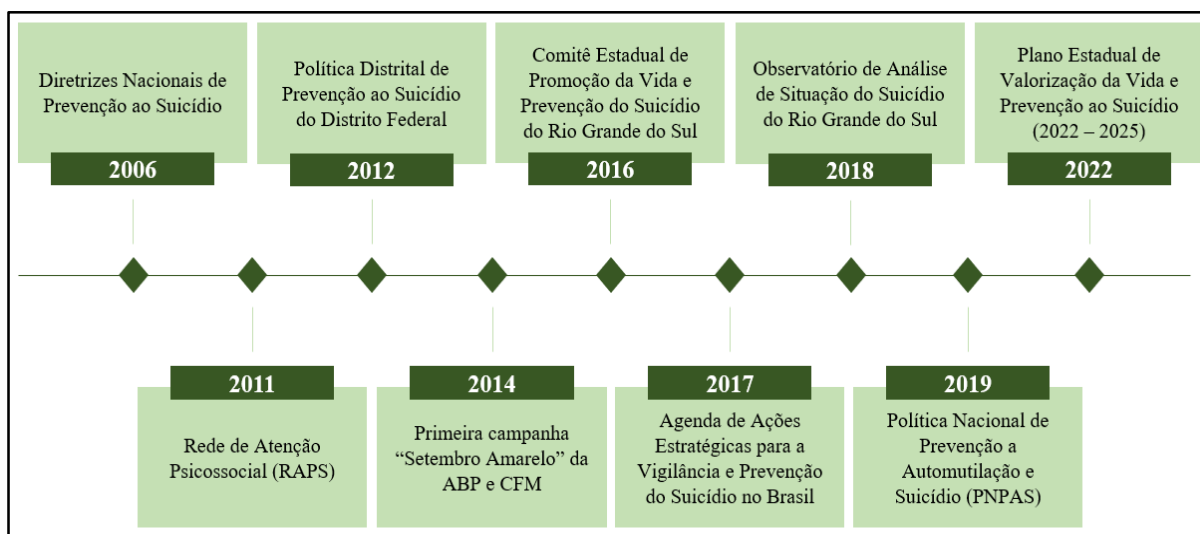 Diretrizes Nacionais de
Prevenção ao Suicídio
2006
Política Distrital de
Prevenção ao Suicídio
do Distrito Federal
2012
Comitê Estadual de
Promoção da Vida e
Prevenção do Suicídio
do Rio Grande do Sul
2016
Observatório de Análise
de Situação do Suicídio
do Rio Grande do Sul
2018
Plano Estadual de
Valorização da Vida e
Prevenção ao Suicídio
(2022 – 2025)
2022
2011
Rede de Atenção
Psicossocial (RAPS)
2014
Primeira campanha
“Setembro Amarelo” da
ABP e CFM
2017
Agenda de Ações
Estratégicas para a
Vigilância e Prevenção
do Suicídio no Brasil
2019
Política Nacional de
Prevenção a
Automutilação e
Suicídio (PNPAS)